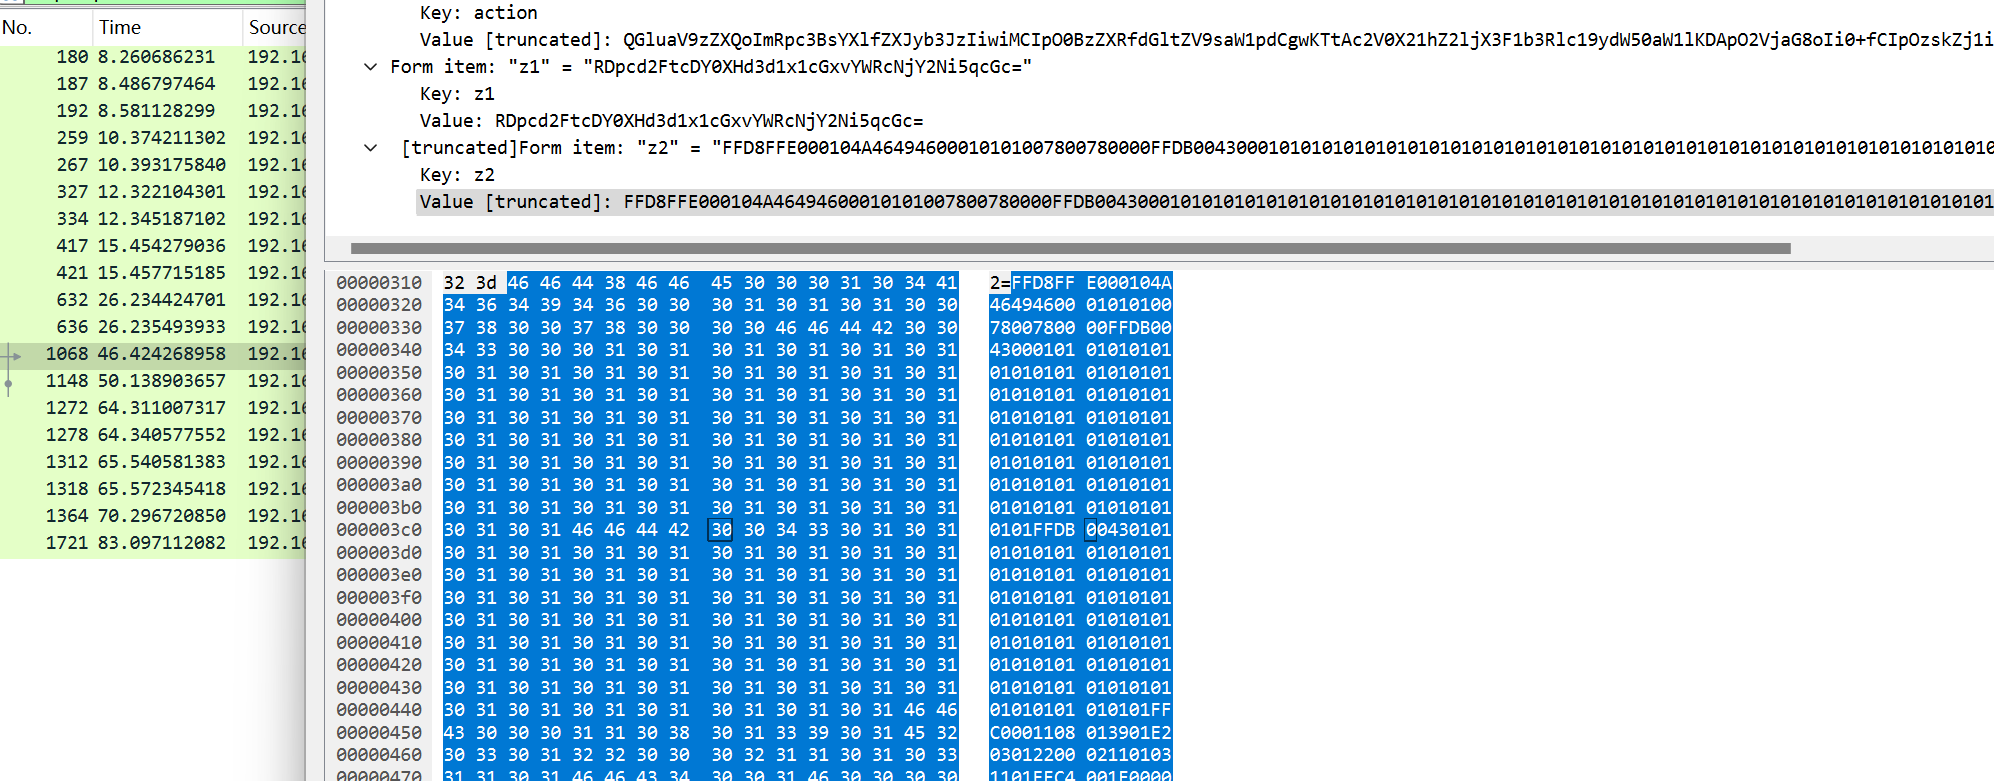 No. Time Source
180 8.260686231 192.16
187 8.486797464 192.16
192 8.581128299 192.16
259 10.374211302 192.16
267 10.393175840 192.16
327 12.322104301 192.16
334 12.345187102 192.16
417 15.454279036 192.16
421 15.457715185 192.16
632 26.234424701 192.16
636 26.235493933 192.16
1068 46.424268958 192.16
1148 50.138903657 192.16
1272 64.311007317 192.16
1278 64.340577552 192.16
1312 65.540581383 192.16
1318 65.572345418 192.16
1364 70.296720850 192.16
1721 83.097112082 192.16
Key: action
Value [truncated]: QGluaV9zZXQoImRpc3BsYXlfZXJyb3JzIiwiMCIpO0BzZXRfdGltZV9saW1pdCgwKTtAc2V0X21hZ2ljX3F1b3Rlc19ydW50aW1lKDApO2VjaG8oIi0+fCIpOzskZj1i
Form item: "z1" = "RDpcd2FtcDY0XHd3d1x1cGxvYWRcNjY2Ni5qcGc="
Key: z1
Value: RDpcd2FtcDY0XHd3d1x1cGxvYWRcNjY2Ni5qcGc=
[truncated]Form item: "z2" = "FFD8FFE000104A46494600010101007800780000FFDB00430001010101010101010101010101010101010101010101010101010101010101010101010
Key: z2
Value [truncated]: FFD8FFE000104A46494600010101007800780000FFDB00430001010101010101010101010101010101010101010101010101010101010101010101010101010101
00000310 32 3d 46 46 44 38 46 46 45 30 30 30 31 30 34 41 2=FFD8FF E000104A
00000320 34 36 34 39 34 36 30 30 30 31 30 31 30 31 30 30 46494600 01010100
00000330 37 38 30 30 37 38 30 30 30 30 46 46 44 42 30 30 78007800 00FFDB00
00000340 34 33 30 30 30 31 30 31 30 31 30 31 30 31 30 31 43000101 01010101
00000350 30 31 30 31 30 31 30 31 30 31 30 31 30 31 30 31 01010101 01010101
00000360 30 31 30 31 30 31 30 31 30 31 30 31 30 31 30 31 01010101 01010101
00000370 30 31 30 31 30 31 30 31 30 31 30 31 30 31 30 31 01010101 01010101
00000380 30 31 30 31 30 31 30 31 30 31 30 31 30 31 30 31 01010101 01010101
00000390 30 31 30 31 30 31 30 31 30 31 30 31 30 31 30 31 01010101 01010101
000003a0 30 31 30 31 30 31 30 31 30 31 30 31 30 31 30 31 01010101 01010101
000003b0 30 31 30 31 30 31 30 31 30 31 30 31 30 31 30 31 01010101 01010101
000003c0 30 31 30 31 46 46 44 42 30 30 34 33 30 31 30 31 0101FFDB 00430101
000003d0 30 31 30 31 30 31 30 31 30 31 30 31 30 31 30 31 01010101 01010101
000003e0 30 31 30 31 30 31 30 31 30 31 30 31 30 31 30 31 01010101 01010101
000003f0 30 31 30 31 30 31 30 31 30 31 30 31 30 31 30 31 01010101 01010101
00000400 30 31 30 31 30 31 30 31 30 31 30 31 30 31 30 31 01010101 01010101
00000410 30 31 30 31 30 31 30 31 30 31 30 31 30 31 30 31 01010101 01010101
00000420 30 31 30 31 30 31 30 31 30 31 30 31 30 31 30 31 01010101 01010101
00000430 30 31 30 31 30 31 30 31 30 31 30 31 30 31 30 31 01010101 01010101
00000440 30 31 30 31 30 31 30 31 30 31 30 31 30 31 46 46 01010101 010101FF
00000450 43 30 30 30 31 31 30 38 30 31 33 39 30 31 45 32 C0001108 013901E2
00000460 30 33 30 31 32 32 30 30 30 32 31 31 30 31 30 33 03012200 02110103
00000470 31 31 30 31 46 46 43 34 30 30 31 46 30 30 30 30 1101FFC4 001F0000